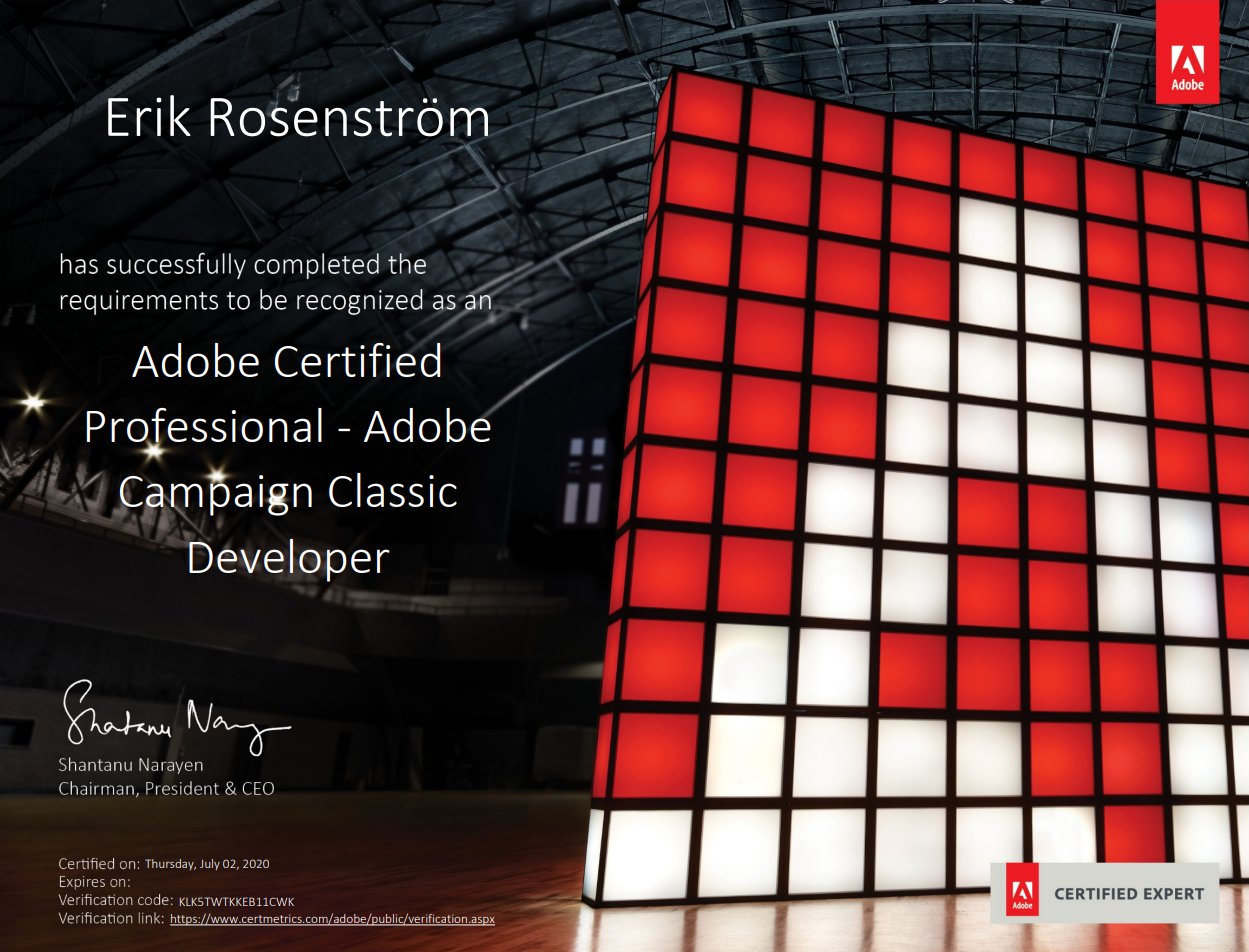 Adobe
Erik Rosenström
has successfully completed the
requirements to be recognized as an
Adobe Certified
Professional - Adobe
Campaign Classic
Developer
Shatanu Nary
Shantanu Narayen
Chairman, President & CEO
Certified on: Thursday, July 02, 2020
Expires on:
Verification code: KLK5TWTKKEB11CWK
Verification link: https://www.certmetrics.com/adobe/public/verification.aspx
Adobe
CERTIFIED EXPERT